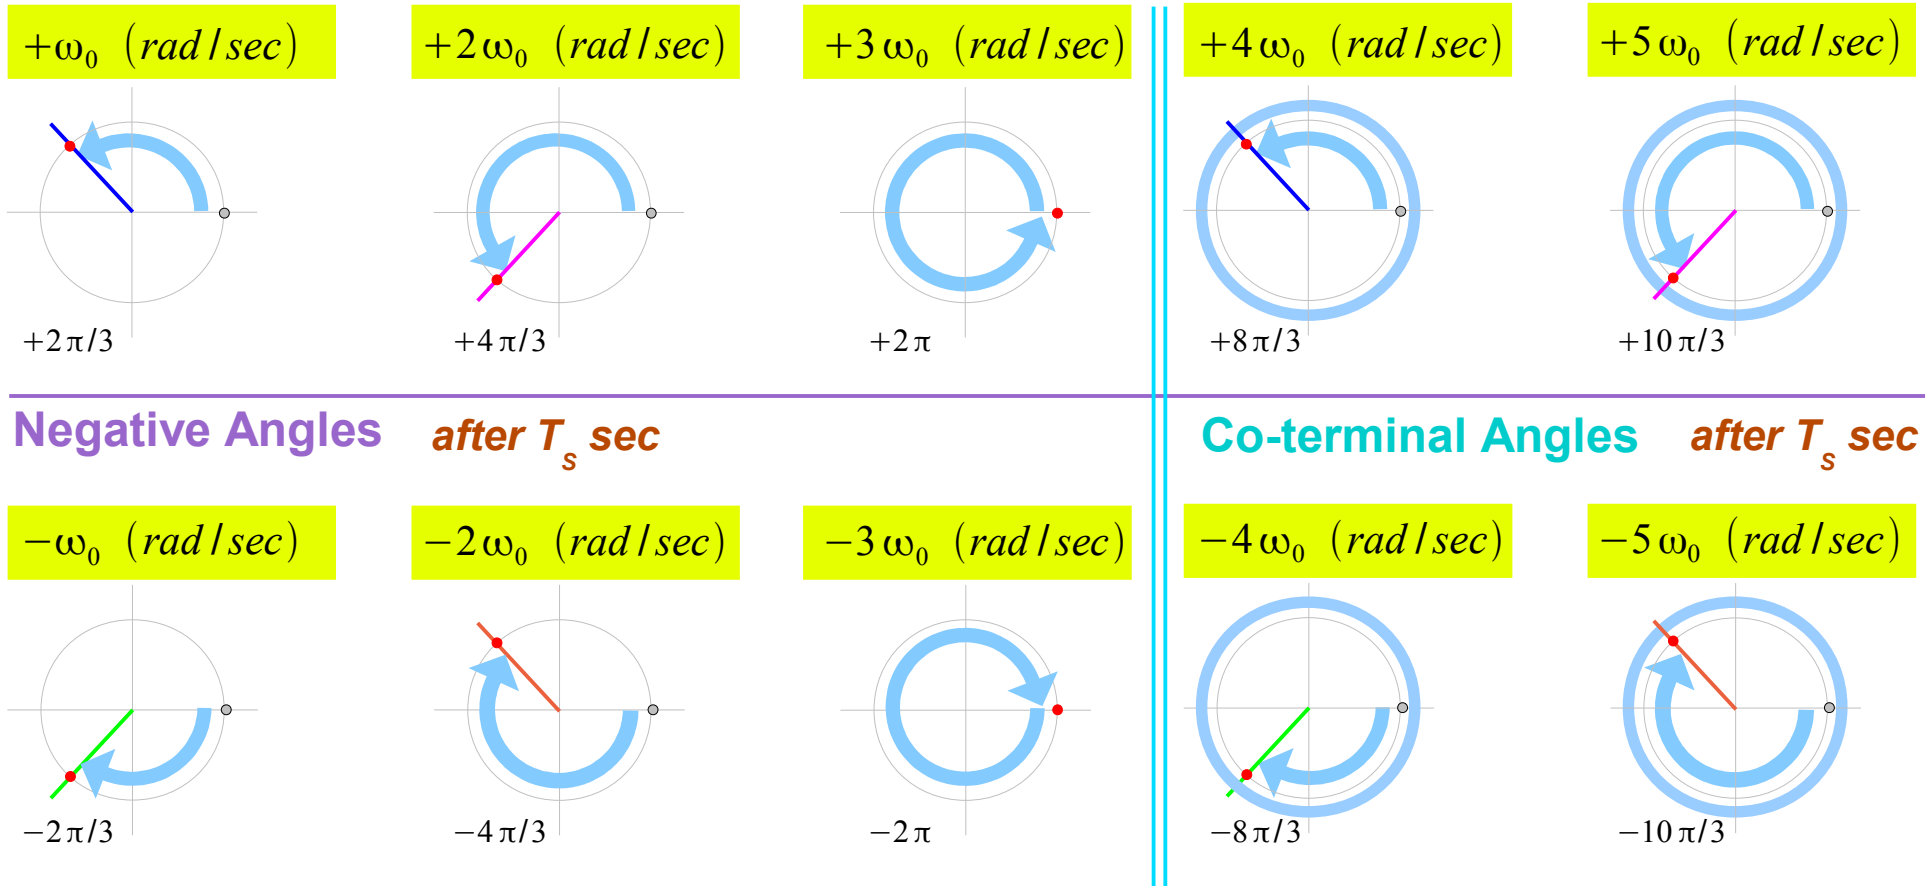 +ω₀ (rad / sec) +2ω₀ (rad / sec) +3ω₀ (rad / sec) +4ω₀ (rad / sec) +5ω₀ (rad / sec)
+2π/3 +4π/3 +2π +8π/3 +10π/3
Negative Angles after T_S sec Co-terminal Angles after T_S sec
−ω₀ (rad / sec) −2ω₀ (rad / sec) −3ω₀ (rad / sec) −4ω₀ (rad / sec) −5ω₀ (rad / sec)
−2π/3 −4π/3 −2π −8π/3 −10π/3